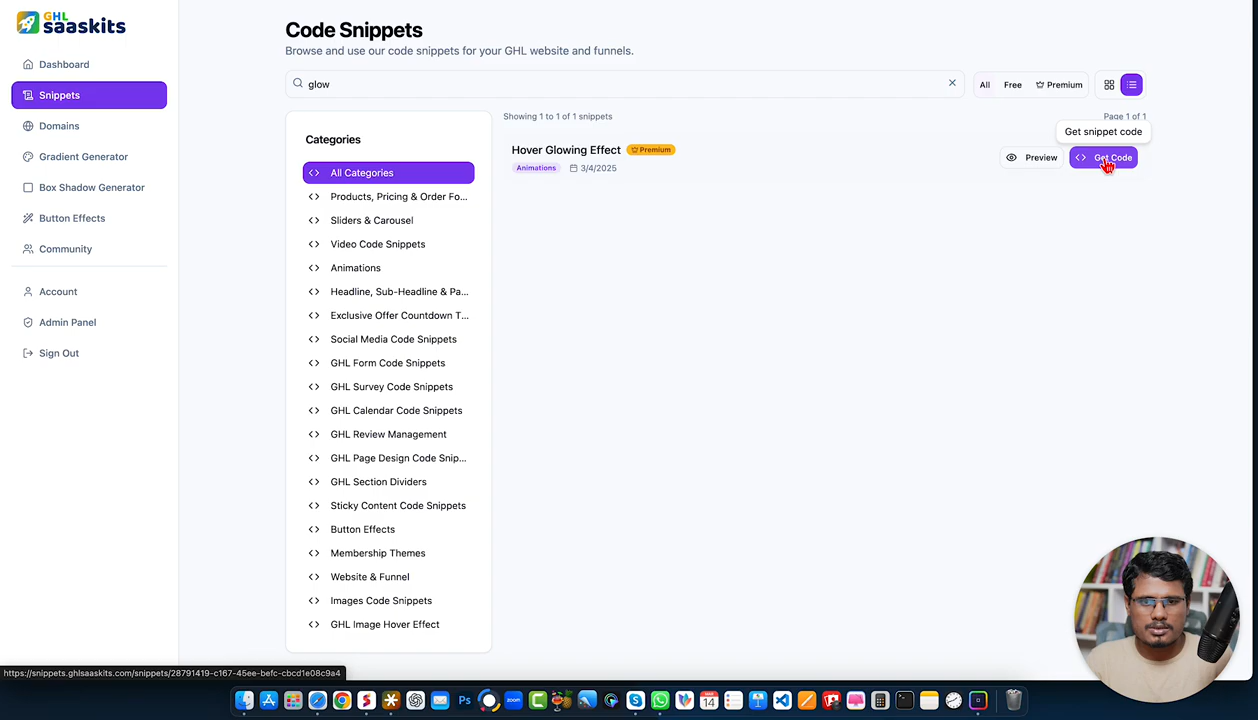 GHL
saaskits
Dashboard
Snippets
Domains
Gradient Generator
Box Shadow Generator
Button Effects
Community
Account
Admin Panel
Sign Out
Code Snippets
Browse and use our code snippets for your GHL website and funnels.
glow
All
Free
Premium
Categories
All Categories
Products, Pricing & Order Fo...
Sliders & Carousel
Video Code Snippets
Animations
Headline, Sub-Headline & Pa...
Exclusive Offer Countdown T...
Social Media Code Snippets
GHL Form Code Snippets
GHL Survey Code Snippets
GHL Calendar Code Snippets
GHL Review Management
GHL Page Design Code Snip...
GHL Section Dividers
Sticky Content Code Snippets
Button Effects
Membership Themes
Website & Funnel
Images Code Snippets
GHL Image Hover Effect
Showing 1 to 1 of 1 snippets
Page 1 of 1
Get snippet code
Hover Glowing Effect Premium
Animations 3/4/2025
Preview
Get Code
https://snippets.ghlsaaskits.com/snippets/28791419-c167-45ee-befc-cbcd1e08c9a4
Ps
zoom
14